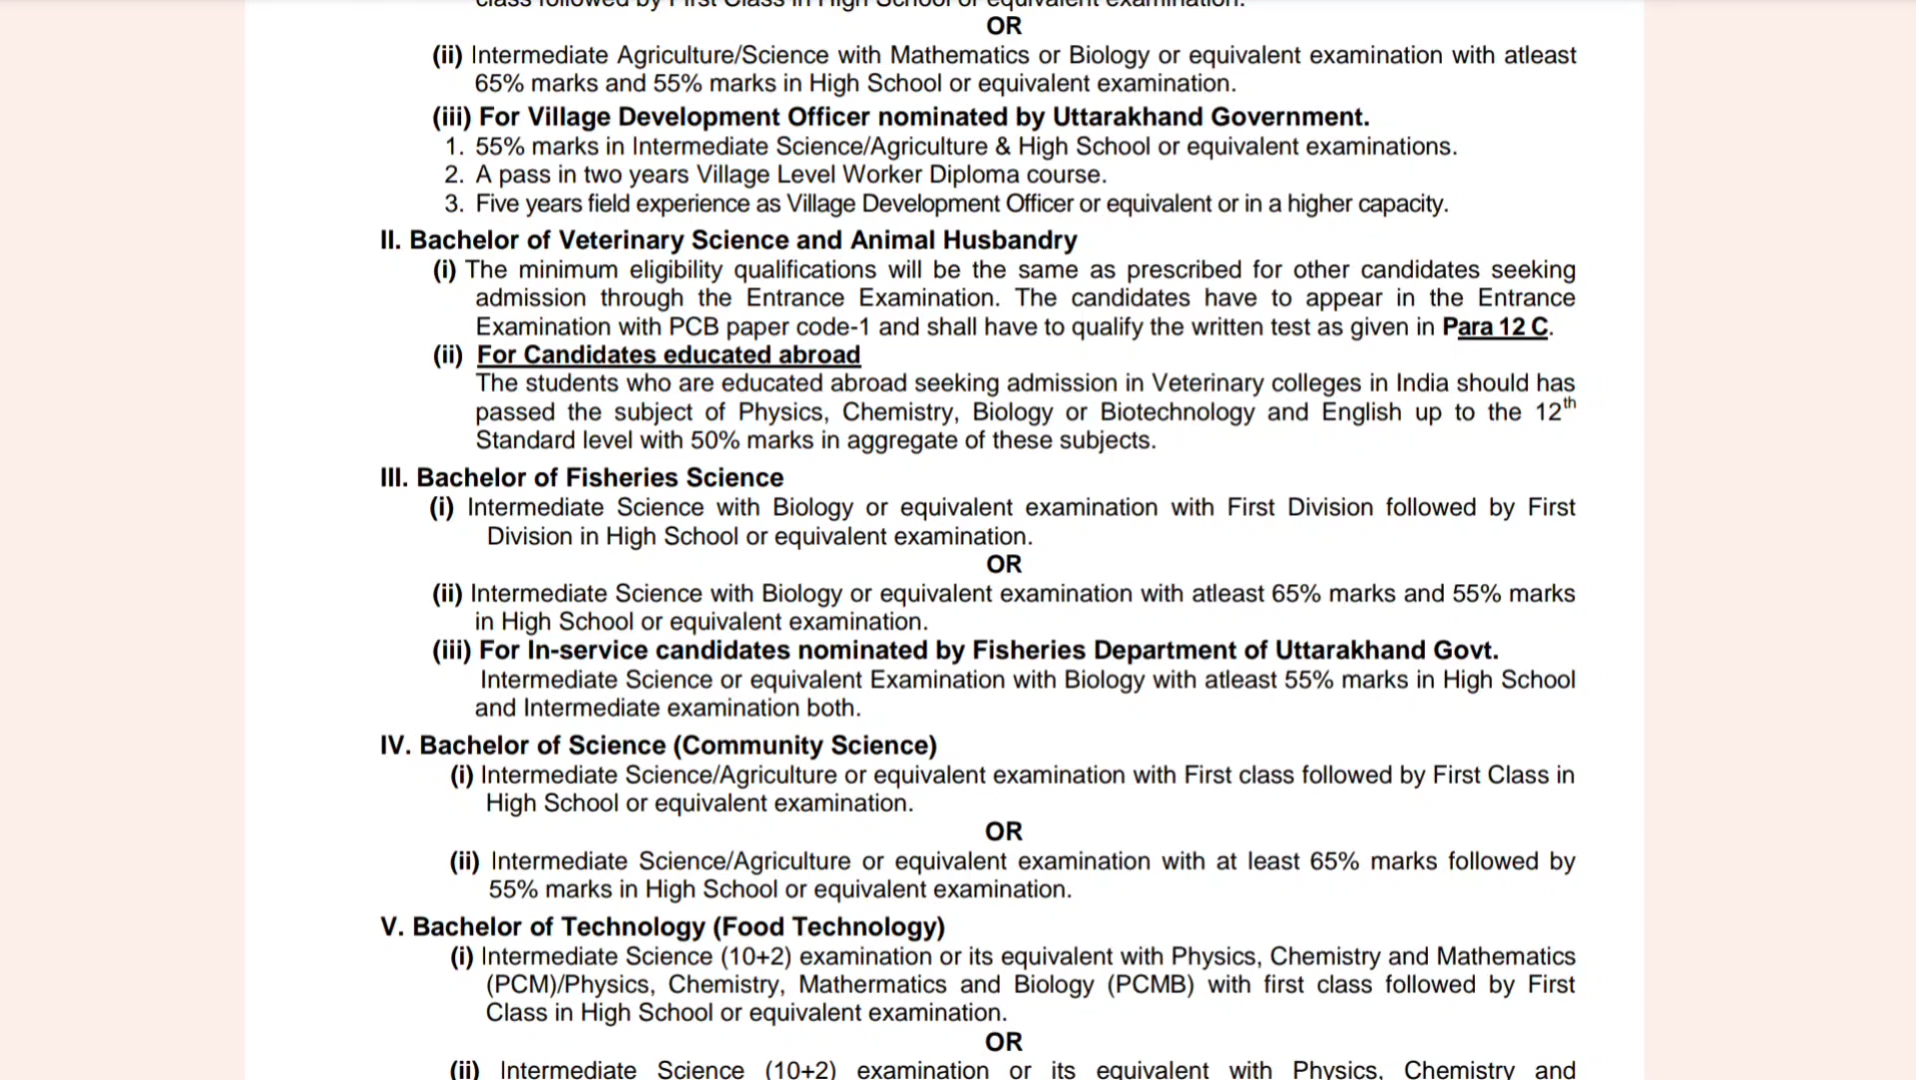 class followed by First Class in High School or equivalent examination.
OR
(ii) Intermediate Agriculture/Science with Mathematics or Biology or equivalent examination with atleast
65% marks and 55% marks in High School or equivalent examination.
(iii) For Village Development Officer nominated by Uttarakhand Government.
1. 55% marks in Intermediate Science/Agriculture & High School or equivalent examinations.
2. A pass in two years Village Level Worker Diploma course.
3. Five years field experience as Village Development Officer or equivalent or in a higher capacity.
II. Bachelor of Veterinary Science and Animal Husbandry
(i) The minimum eligibility qualifications will be the same as prescribed for other candidates seeking
admission through the Entrance Examination. The candidates have to appear in the Entrance
Examination with PCB paper code-1 and shall have to qualify the written test as given in Para 12 C.
(ii) For Candidates educated abroad
The students who are educated abroad seeking admission in Veterinary colleges in India should has
passed the subject of Physics, Chemistry, Biology or Biotechnology and English up to the 12th
Standard level with 50% marks in aggregate of these subjects.
III. Bachelor of Fisheries Science
(i) Intermediate Science with Biology or equivalent examination with First Division followed by First
Division in High School or equivalent examination.
OR
(ii) Intermediate Science with Biology or equivalent examination with atleast 65% marks and 55% marks
in High School or equivalent examination.
(iii) For In-service candidates nominated by Fisheries Department of Uttarakhand Govt.
Intermediate Science or equivalent Examination with Biology with atleast 55% marks in High School
and Intermediate examination both.
IV. Bachelor of Science (Community Science)
(i) Intermediate Science/Agriculture or equivalent examination with First class followed by First Class in
High School or equivalent examination.
OR
(ii) Intermediate Science/Agriculture or equivalent examination with at least 65% marks followed by
55% marks in High School or equivalent examination.
V. Bachelor of Technology (Food Technology)
(i) Intermediate Science (10+2) examination or its equivalent with Physics, Chemistry and Mathematics
(PCM)/Physics, Chemistry, Mathermatics and Biology (PCMB) with first class followed by First
Class in High School or equivalent examination.
OR
(ii) Intermediate Science (10+2) examination or its equivalent with Physics, Chemistry and